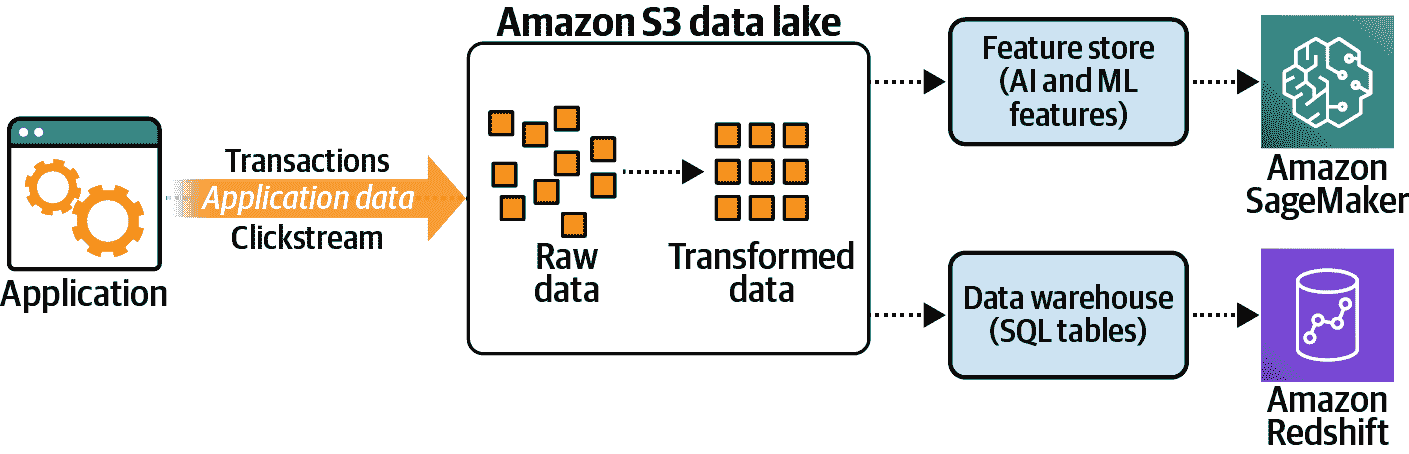 Amazon S3 data lake
Application
Transactions
Application data
Clickstream
Raw
data
Transformed
data
Feature store
(AI and ML
features)
Amazon
SageMaker
Data warehouse
(SQL tables)
Amazon
Redshift